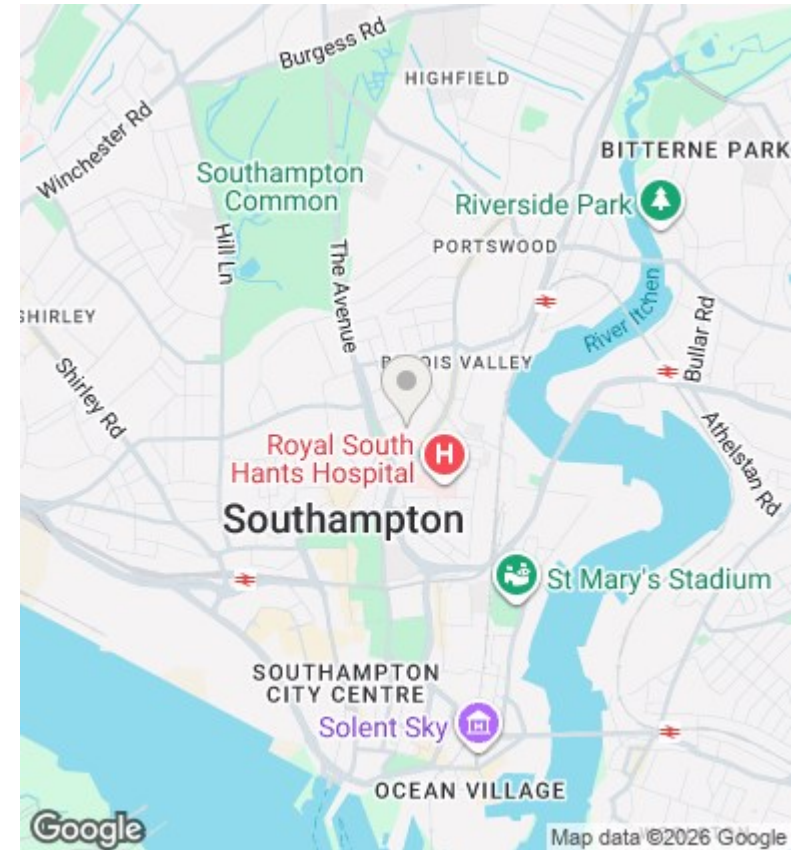 Burgess Rd
HIGHFIELD
Winchester Rd
BITTERNE PARK
Southampton
Common
Riverside Park
Hill Ln
The Avenue
PORTSWOOD
River Itchen
SHIRLEY
Bullar Rd
VALLEY
Shirley Rd
Athelstan Rd
Royal South
Hants Hospital
H
Southampton
St Mary's Stadium
SOUTHAMPTON
CITY CENTRE
Solent Sky
OCEAN VILLAGE
Google
Map data ©2026 Google